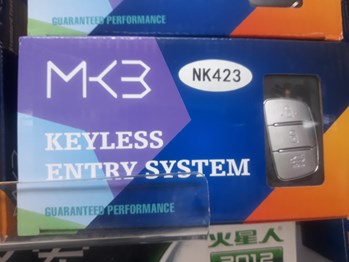 GUARANTEES PERFORMANCE
MK3
NK423
KEYLESS
ENTRY SYSTEM
GUARANTEES PERFORMANCE
火星人
2012